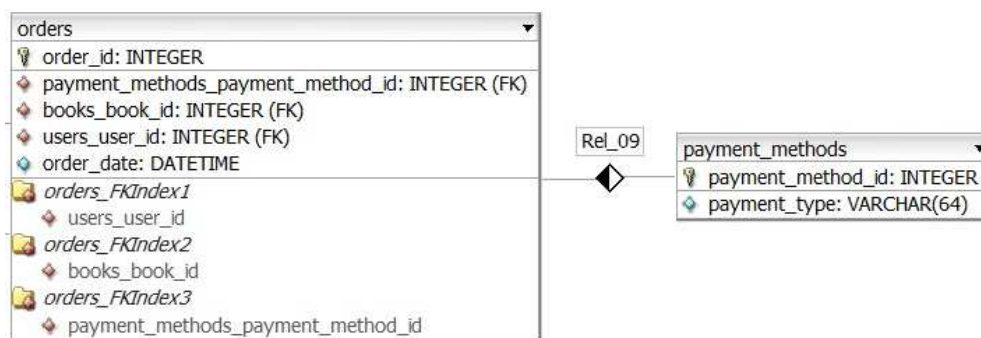 orders
order_id: INTEGER
payment_methods_payment_method_id: INTEGER (FK)
books_book_id: INTEGER (FK)
users_user_id: INTEGER (FK)
order_date: DATETIME
orders_FKIndex1
users_user_id
orders_FKIndex2
books_book_id
orders_FKIndex3
payment_methods_payment_method_id
Rel_09
payment_methods
payment_method_id: INTEGER
payment_type: VARCHAR(64)